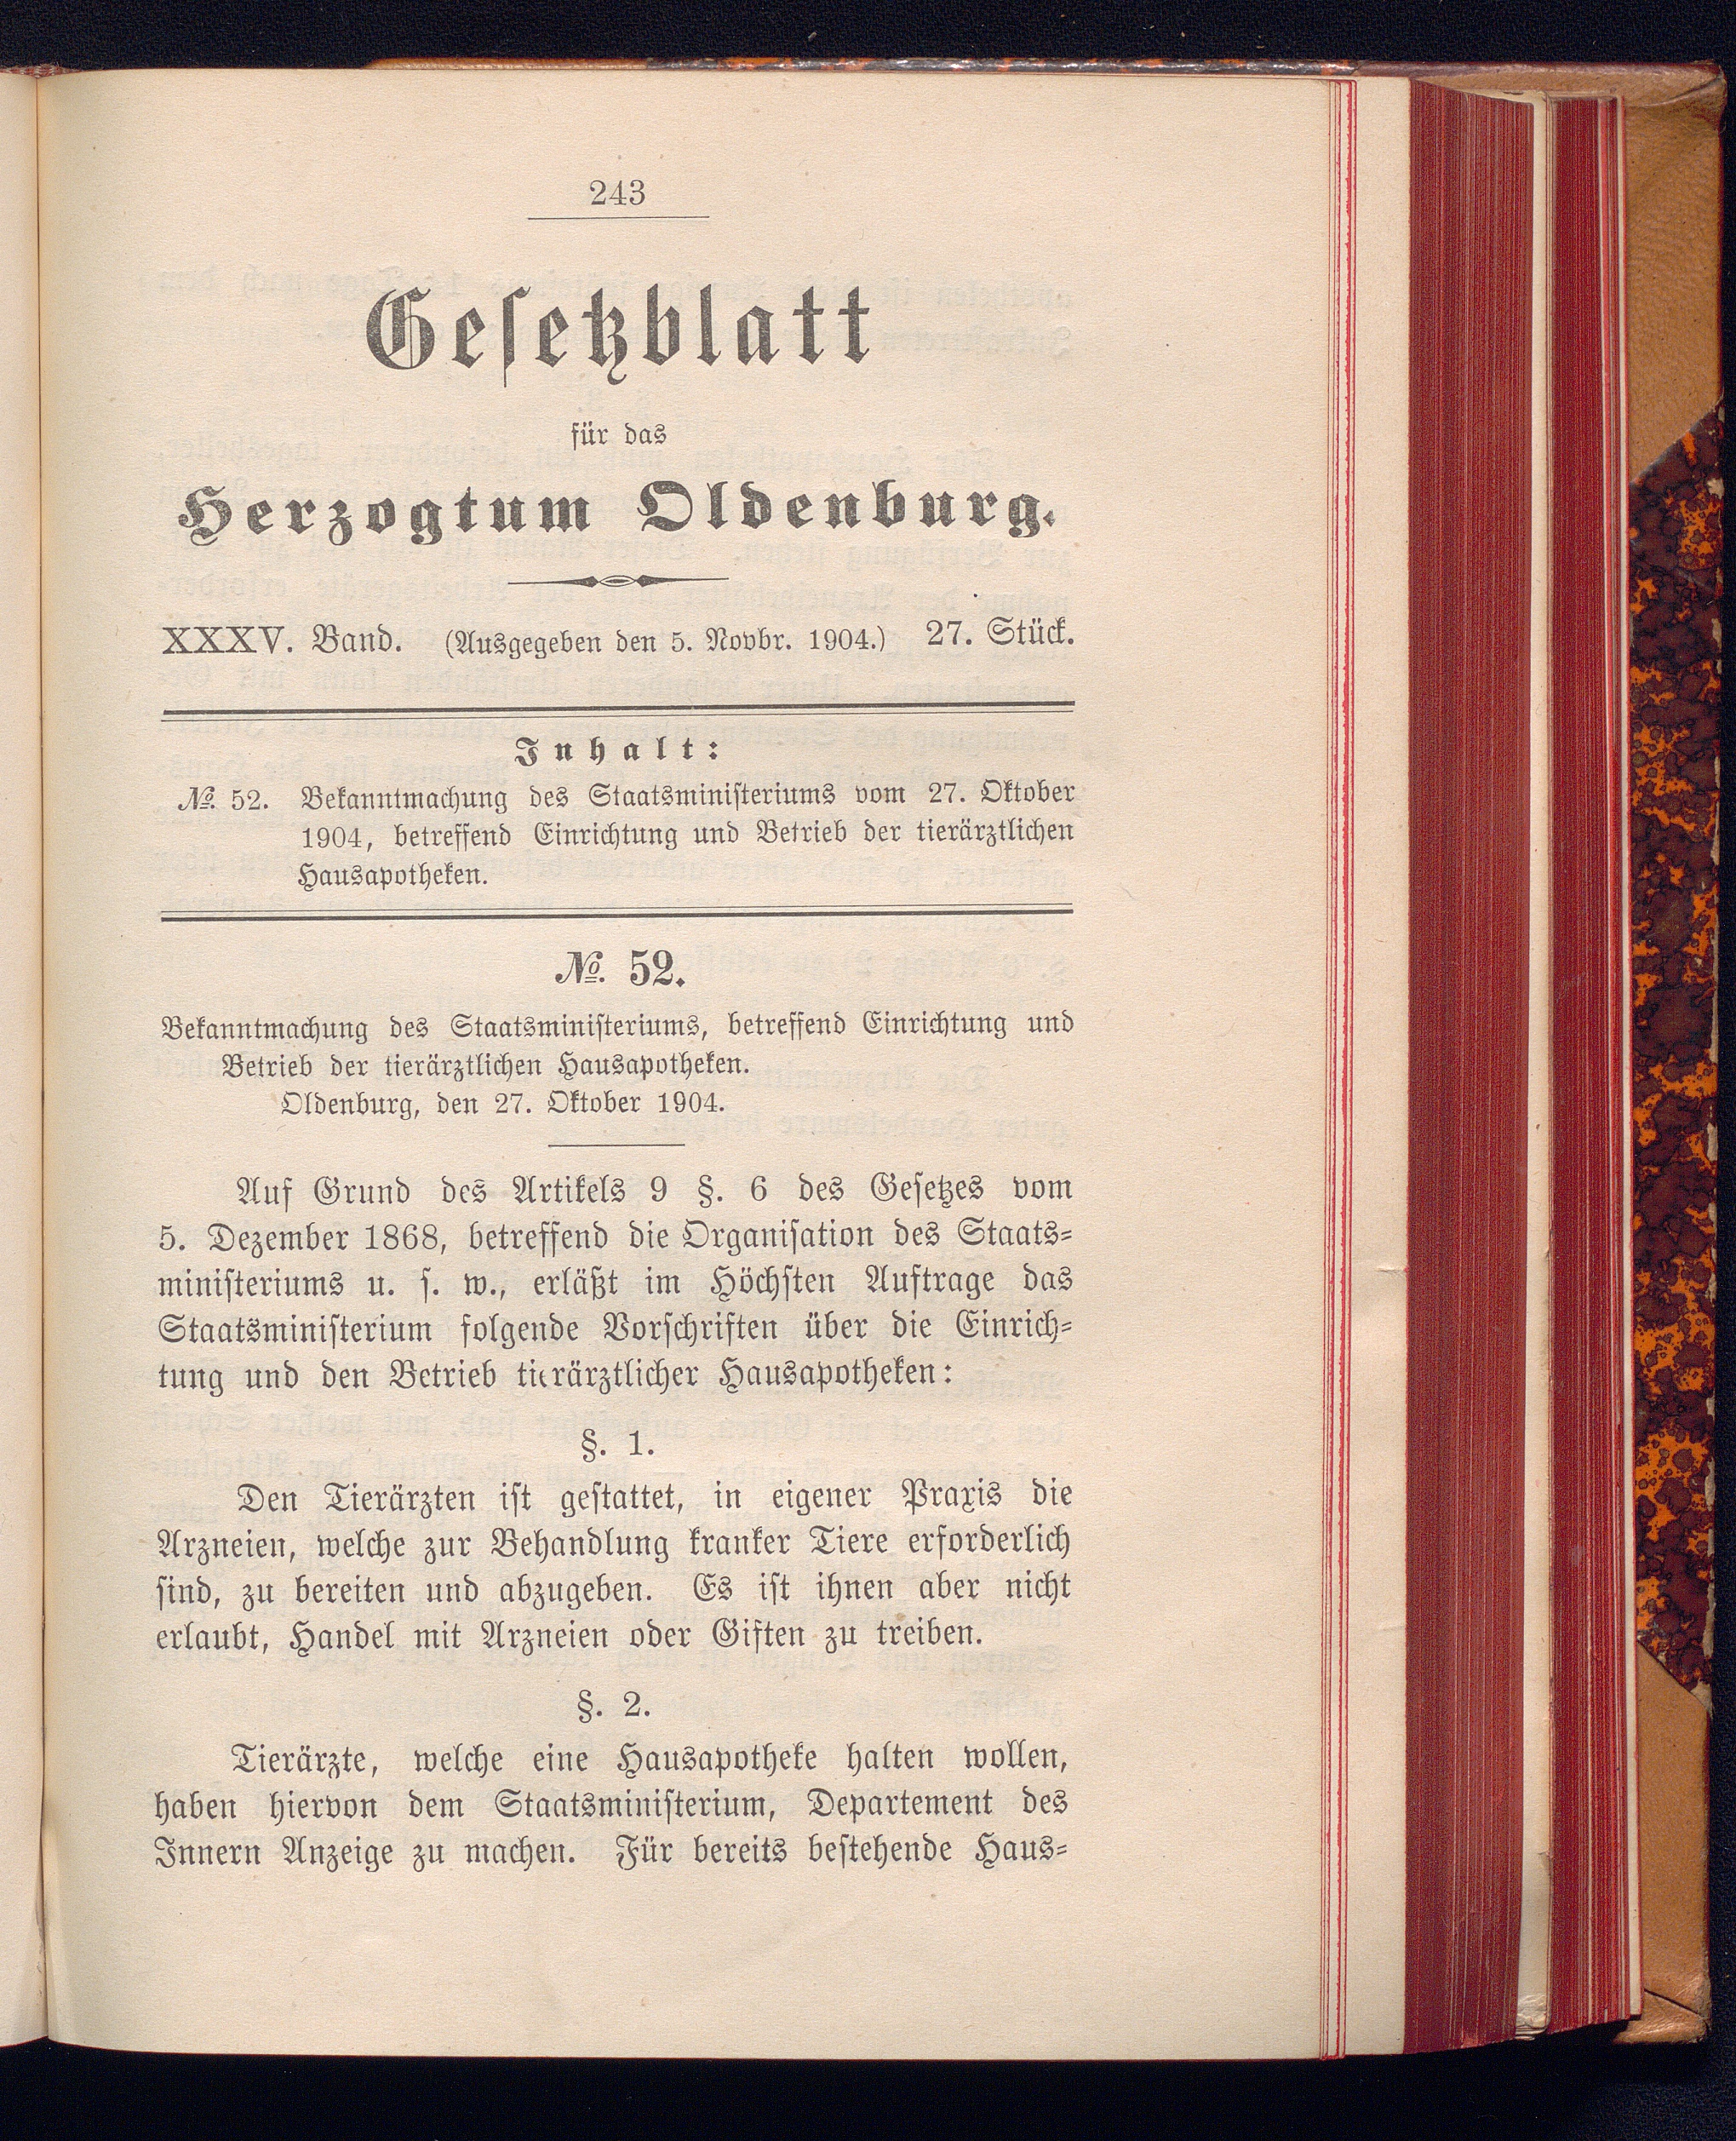 243
Gesetzblatt
für das
Herzogtum Oldenburg.
XXXV. Band. (Ausgegeben den 5. Novbr. 1904.) 27. Stück.
Inhalt:
№. 52. Bekanntmachung des Staatsministeriums vom 27. Oktober
1904, betreffend Einrichtung und Betrieb der tierärztlichen
Hausapotheken.
№. 52.
Bekanntmachung des Staatsministeriums, betreffend Einrichtung und
Betrieb der tierärztlichen Hausapotheken.
Oldenburg, den 27. Oktober 1904.
Auf Grund des Artikels 9 §. 6 des Gesetzes vom
5. Dezember 1868, betreffend die Organisation des Staats-
ministeriums u. s. w., erläßt im Höchsten Auftrage das
Staatsministerium folgende Vorschriften über die Einrich-
tung und den Betrieb tierärztlicher Hausapotheken:
§. 1.
Den Tierärzten ist gestattet, in eigener Praxis die
Arzneien, welche zur Behandlung kranker Tiere erforderlich
sind, zu bereiten und abzugeben. Es ist ihnen aber nicht
erlaubt, Handel mit Arzneien oder Giften zu treiben.
§. 2.
Tierärzte, welche eine Hausapotheke halten wollen,
haben hiervon dem Staatsministerium, Departement des
Innern Anzeige zu machen. Für bereits bestehende Haus-